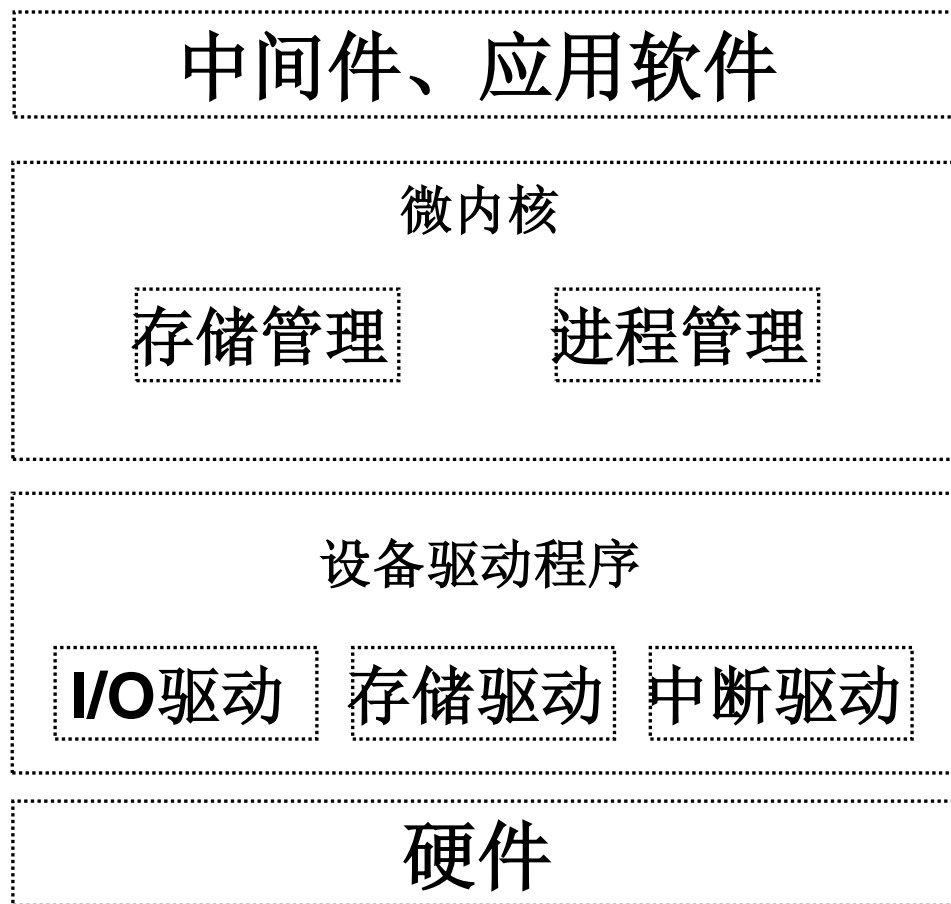 中间件、应用软件
微内核
存储管理 进程管理
设备驱动程序
I/O驱动 存储驱动 中断驱动
硬件